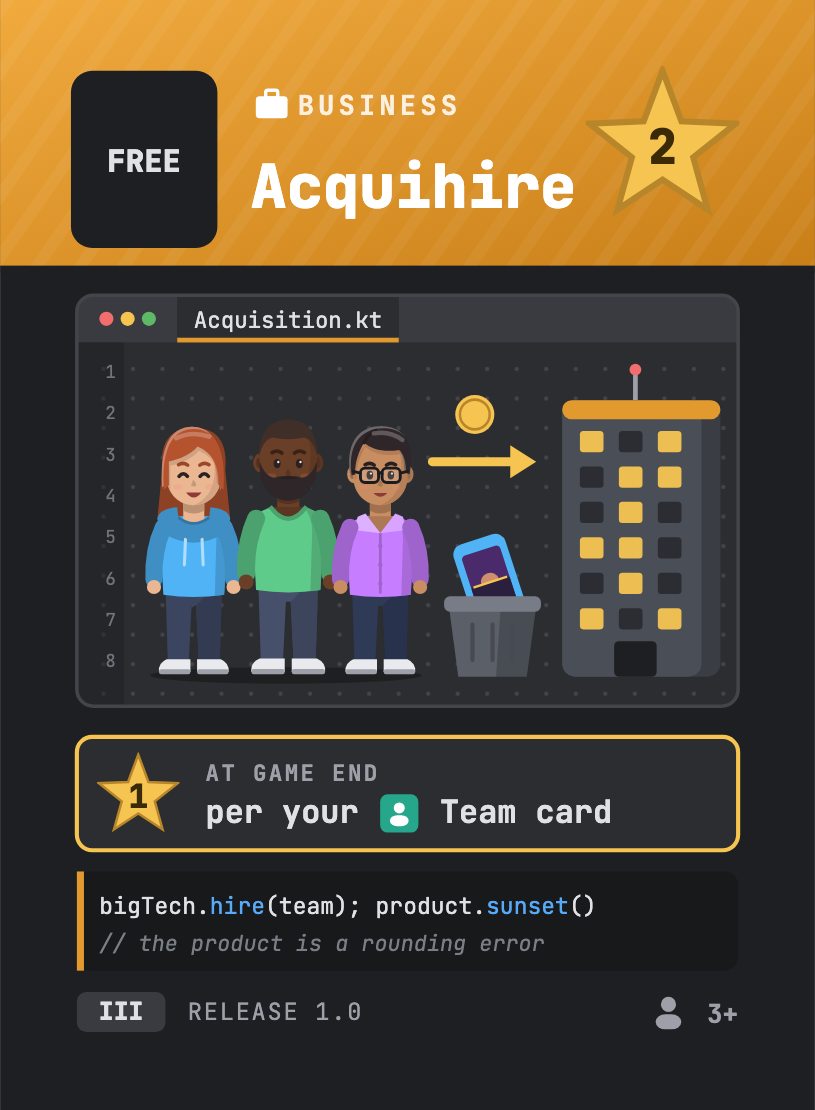 FREE
BUSINESS
Acquihire
2
Acquisition.kt
1
2
3
4
5
6
7
8
1
AT GAME END
per your Team card
bigTech.hire(team); product.sunset()
// the product is a rounding error
III
RELEASE 1.0
3+